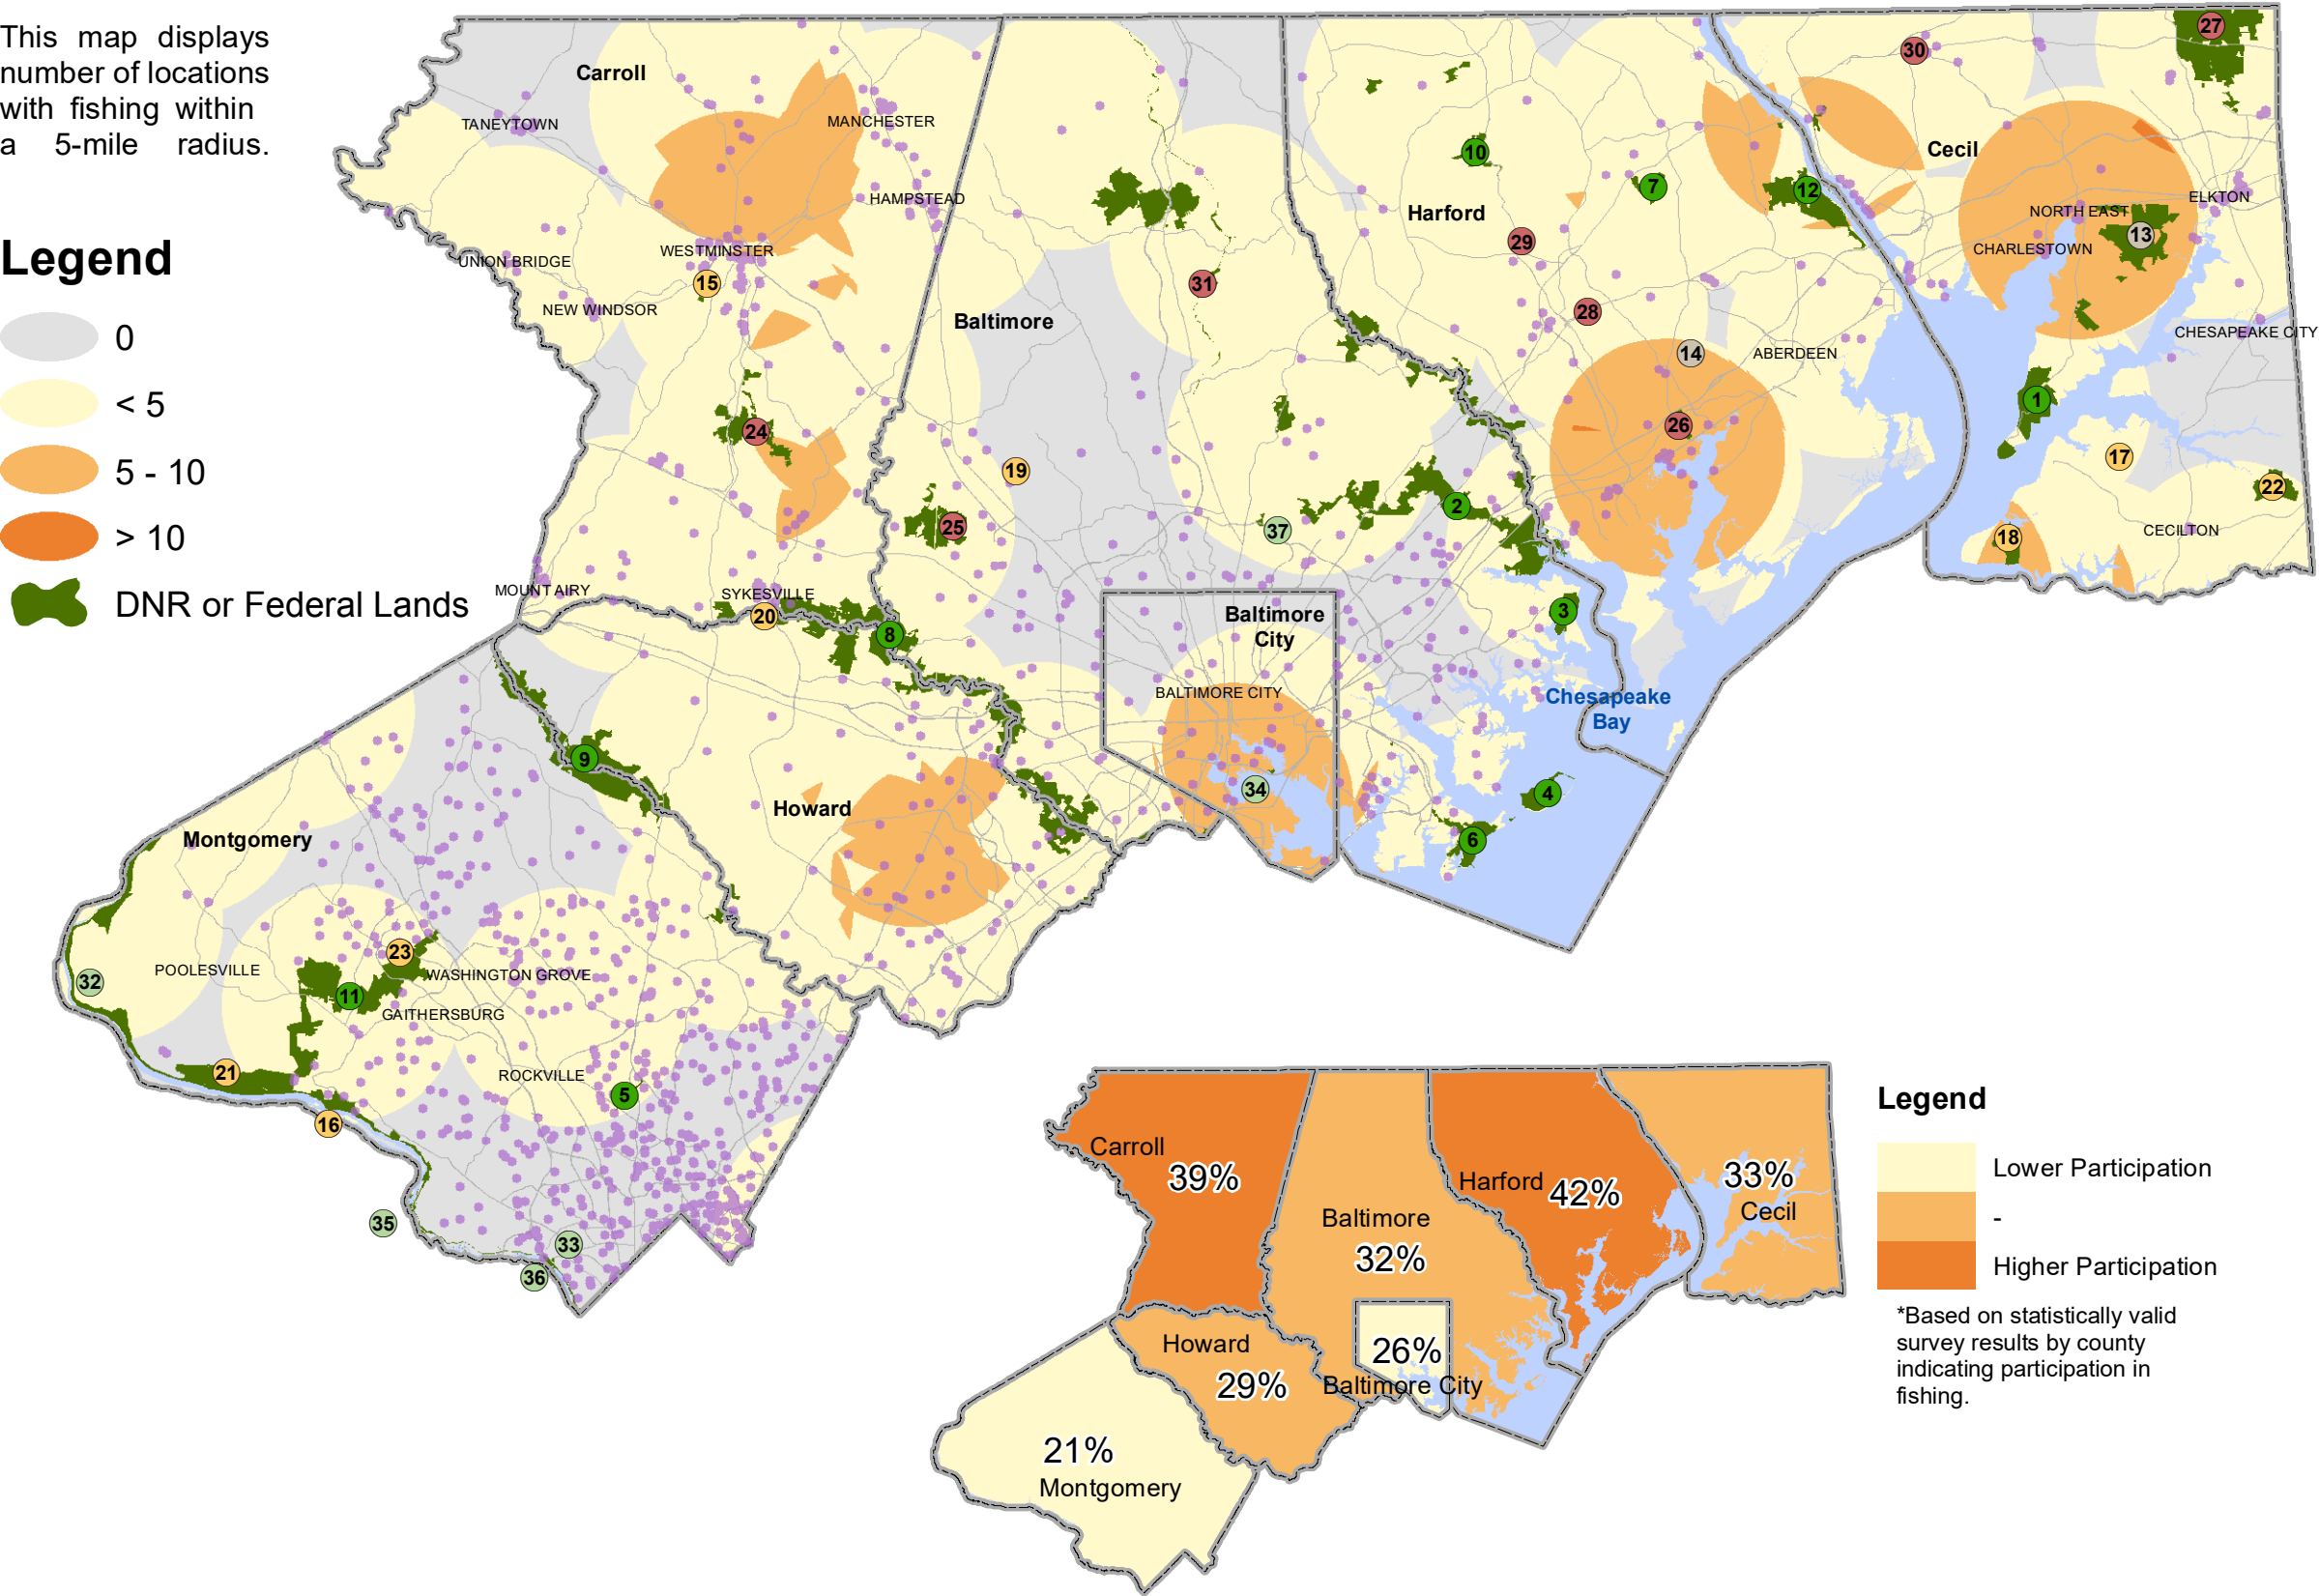 This map displays
number of locations
with fishing within
a 5-mile radius.
Legend
0
< 5
5 - 10
> 10
DNR or Federal Lands
Carroll
TANEYTOWN
MANCHESTER
HAMPSTEAD
WESTMINSTER
UNION BRIDGE
15
NEW WINDSOR
24
MOUNT AIRY
SYKESVILLE
20
8
Baltimore
31
19
25
37
2
3
4
6
Baltimore
City
BALTIMORE CITY
34
Chesapeake
Bay
Harford
10
7
29
28
14
ABERDEEN
26
12
Cecil
30
27
ELKTON
NORTH EAST
13
CHARLESTOWN
CHESAPEAKE CITY
1
17
22
18
CECILTON
Howard
9
Montgomery
23
POOLESVILLE
WASHINGTON GROVE
32
11
GAITHERSBURG
21
ROCKVILLE
5
16
35
33
36
Carroll
39%
Harford
42%
33%
Cecil
Baltimore
32%
Howard
29%
26%
Baltimore City
21%
Montgomery
Legend
Lower Participation
-
Higher Participation
*Based on statistically valid
survey results by county
indicating participation in
fishing.